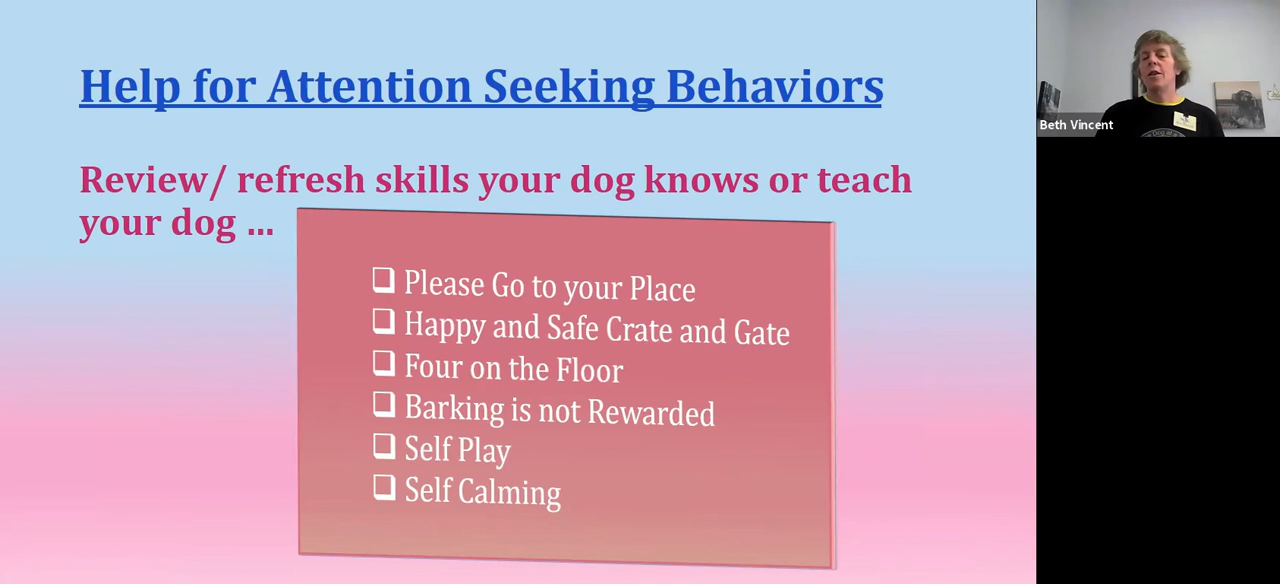 Help for Attention Seeking Behaviors
Review/ refresh skills your dog knows or teach
your dog ...
❑ Please Go to your Place
❑ Happy and Safe Crate and Gate
❑ Four on the Floor
❑ Barking is not Rewarded
❑ Self Play
❑ Self Calming
Beth Vincent